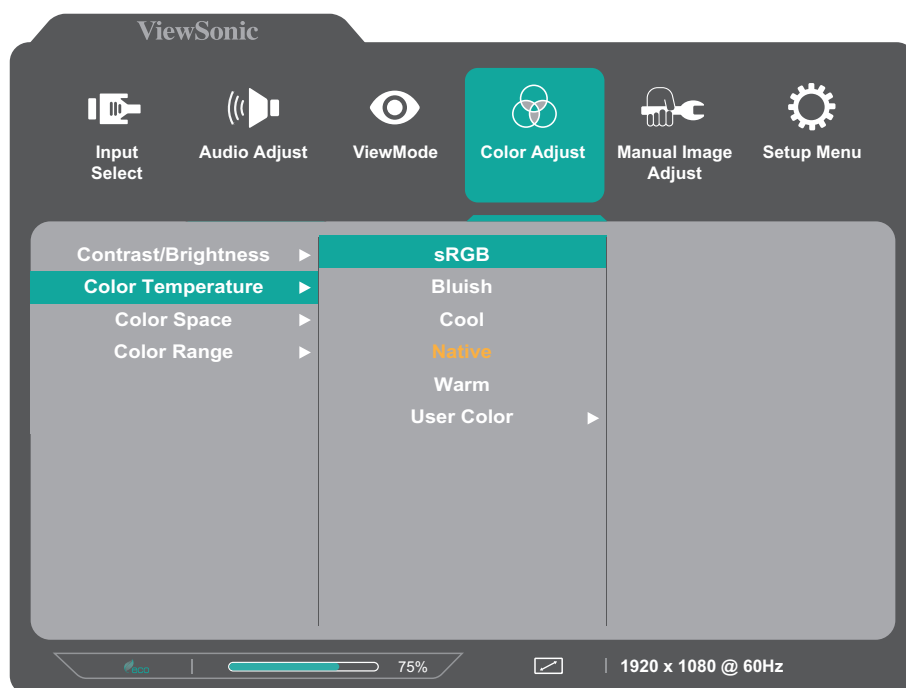 ViewSonic
Input Select
Audio Adjust
ViewMode
Color Adjust
Manual Image Adjust
Setup Menu
Contrast/Brightness
Color Temperature
Color Space
Color Range
sRGB
Bluish
Cool
Native
Warm
User Color
eco
75%
1920 x 1080 @ 60Hz